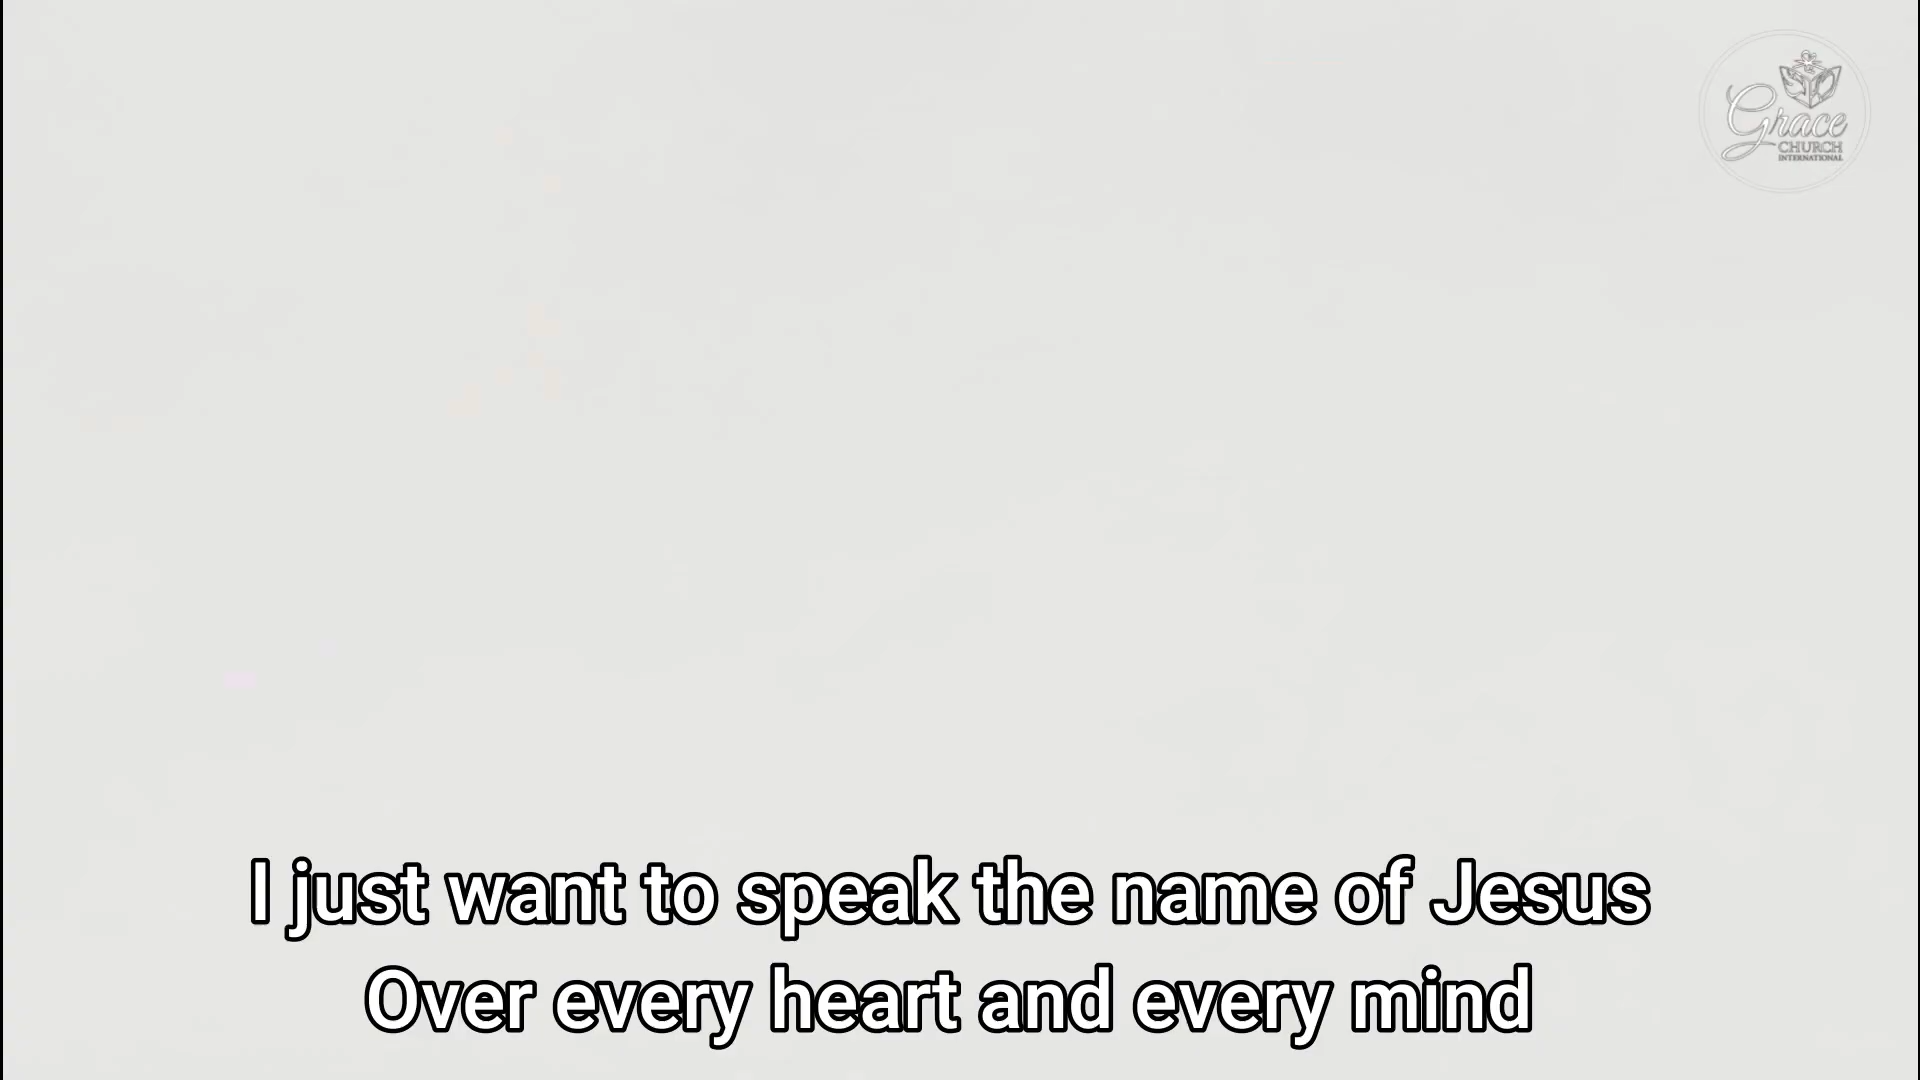 Grace
CHURCH
INTERNATIONAL
I just want to speak the name of Jesus
Over every heart and every mind